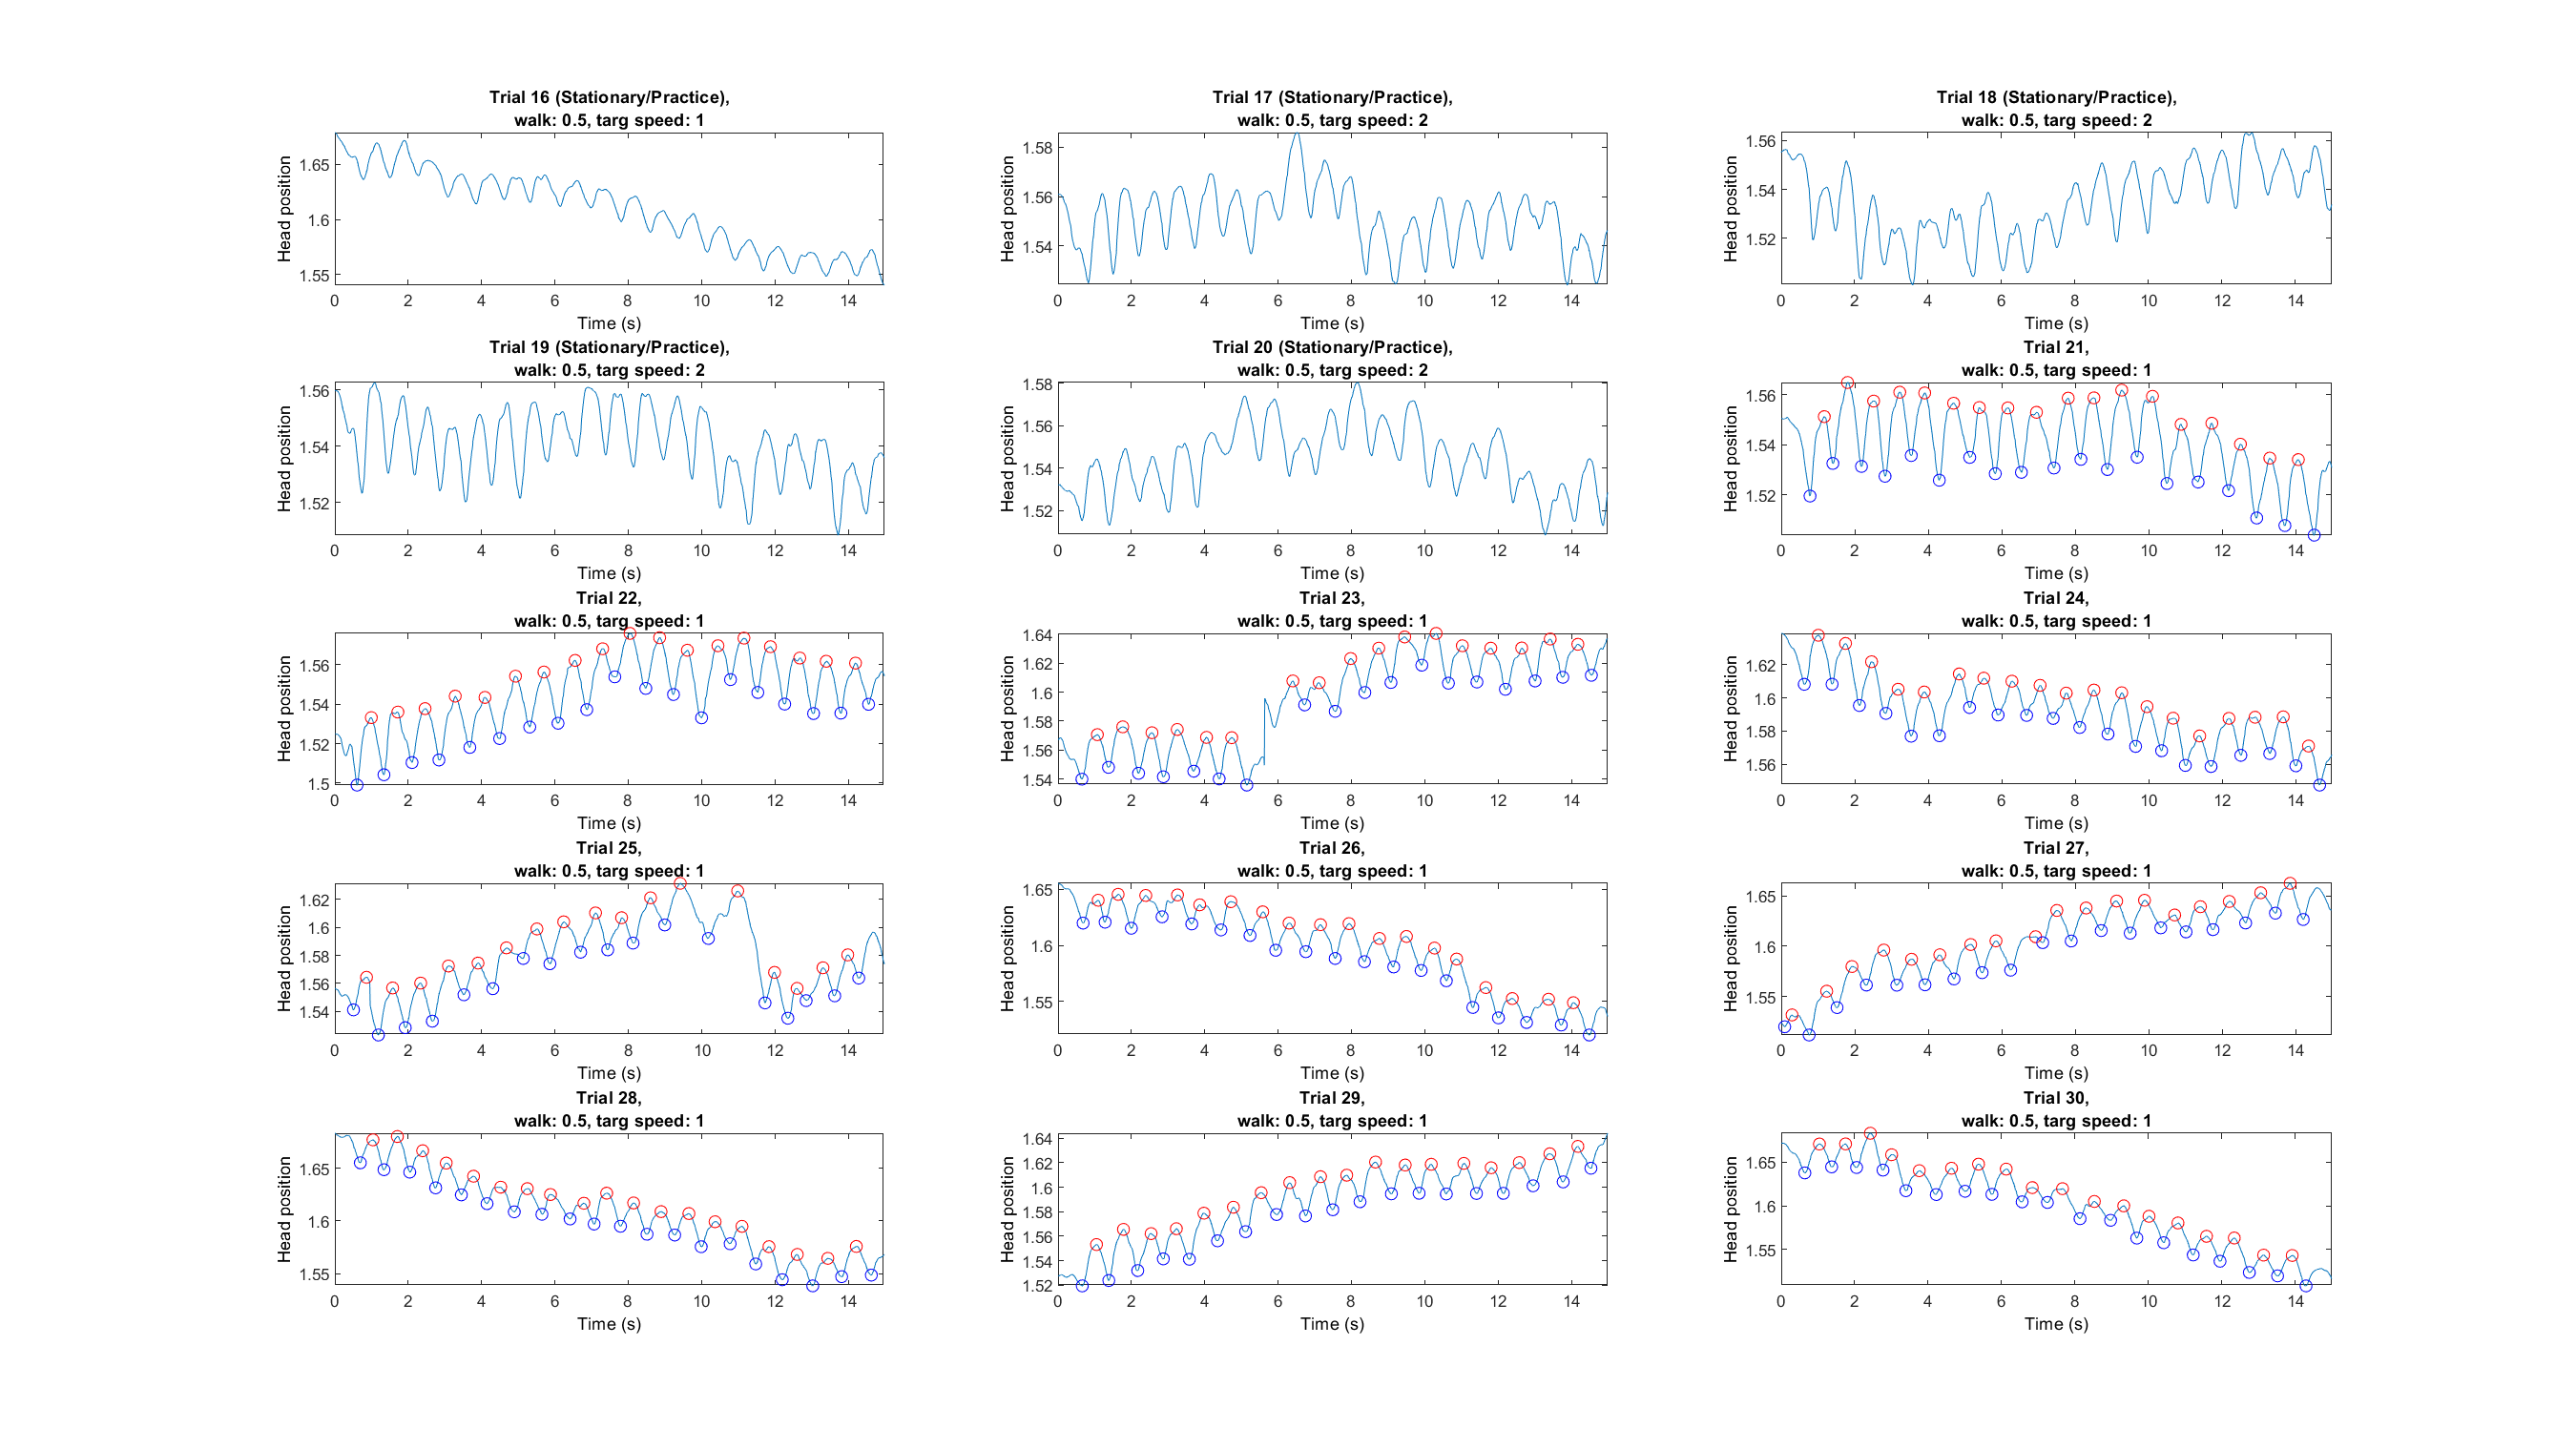 Trial 16 (Stationary/Practice),
walk: 0.5, targ speed: 1
Head position
1.65
1.6
1.55
0 2 4 6 8 10 12 14
Time (s)
Trial 17 (Stationary/Practice),
walk: 0.5, targ speed: 2
Head position
1.58
1.56
1.54
0 2 4 6 8 10 12 14
Time (s)
Trial 18 (Stationary/Practice),
walk: 0.5, targ speed: 2
Head position
1.56
1.54
1.52
0 2 4 6 8 10 12 14
Time (s)
Trial 19 (Stationary/Practice),
walk: 0.5, targ speed: 2
Head position
1.56
1.54
1.52
0 2 4 6 8 10 12 14
Time (s)
Trial 20 (Stationary/Practice),
walk: 0.5, targ speed: 2
Head position
1.58
1.56
1.54
1.52
0 2 4 6 8 10 12 14
Time (s)
Trial 21,
walk: 0.5, targ speed: 1
Head position
1.56
1.54
1.52
0 2 4 6 8 10 12 14
Time (s)
Trial 22,
walk: 0.5, targ speed: 1
Head position
1.56
1.54
1.52
1.5
0 2 4 6 8 10 12 14
Time (s)
Trial 23,
walk: 0.5, targ speed: 1
Head position
1.64
1.62
1.6
1.58
1.56
1.54
0 2 4 6 8 10 12 14
Time (s)
Trial 24,
walk: 0.5, targ speed: 1
Head position
1.62
1.6
1.58
1.56
0 2 4 6 8 10 12 14
Time (s)
Trial 25,
walk: 0.5, targ speed: 1
Head position
1.62
1.6
1.58
1.56
1.54
0 2 4 6 8 10 12 14
Time (s)
Trial 26,
walk: 0.5, targ speed: 1
Head position
1.65
1.6
1.55
0 2 4 6 8 10 12 14
Time (s)
Trial 27,
walk: 0.5, targ speed: 1
Head position
1.65
1.6
1.55
0 2 4 6 8 10 12 14
Time (s)
Trial 28,
walk: 0.5, targ speed: 1
Head position
1.65
1.6
1.55
0 2 4 6 8 10 12 14
Time (s)
Trial 29,
walk: 0.5, targ speed: 1
Head position
1.64
1.62
1.6
1.58
1.56
1.54
1.52
0 2 4 6 8 10 12 14
Time (s)
Trial 30,
walk: 0.5, targ speed: 1
Head position
1.65
1.6
1.55
0 2 4 6 8 10 12 14
Time (s)